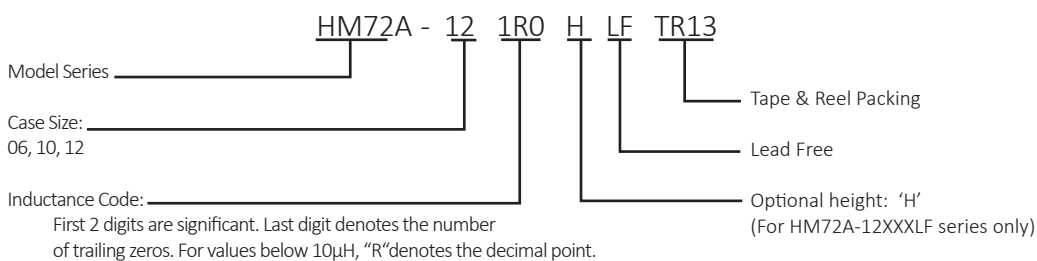 HM72A - 12 1R0 H LF TR13
Model Series
Tape & Reel Packing
Case Size:
06, 10, 12
Lead Free
Inductance Code:
First 2 digits are significant. Last digit denotes the number
of trailing zeros. For values below 10µH, “R“denotes the decimal point.
Optional height: ‘H’
(For HM72A-12XXXLF series only)